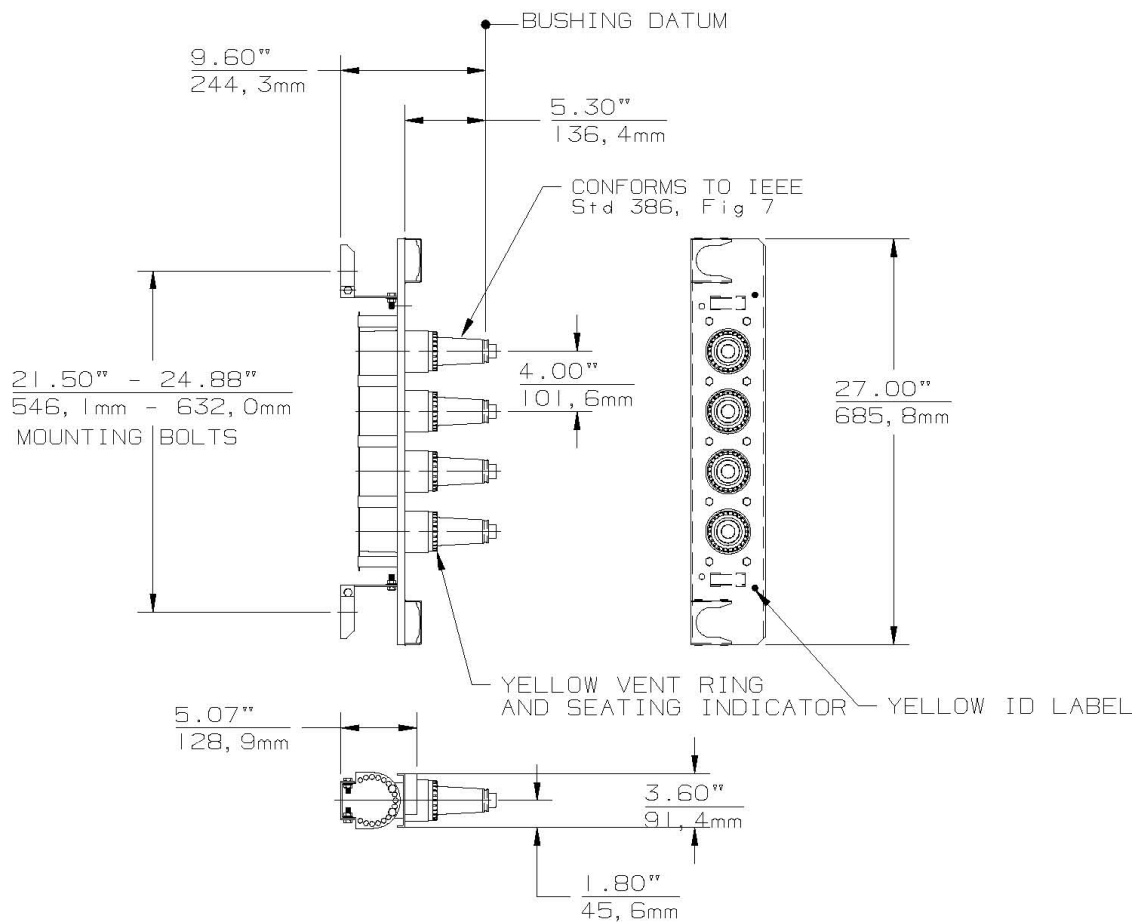 BUSHING DATUM
9.60"
244,3mm
5.30"
136,4mm
CONFORMS TO IEEE
Std 386, Fig 7
21.50" - 24.88"
546,1mm - 632,0mm
MOUNTING BOLTS
4.00"
101,6mm
27.00"
685,8mm
YELLOW VENT RING
AND SEATING INDICATOR
YELLOW ID LABEL
5.07"
128,9mm
3.60"
91,4mm
1.80"
45,6mm